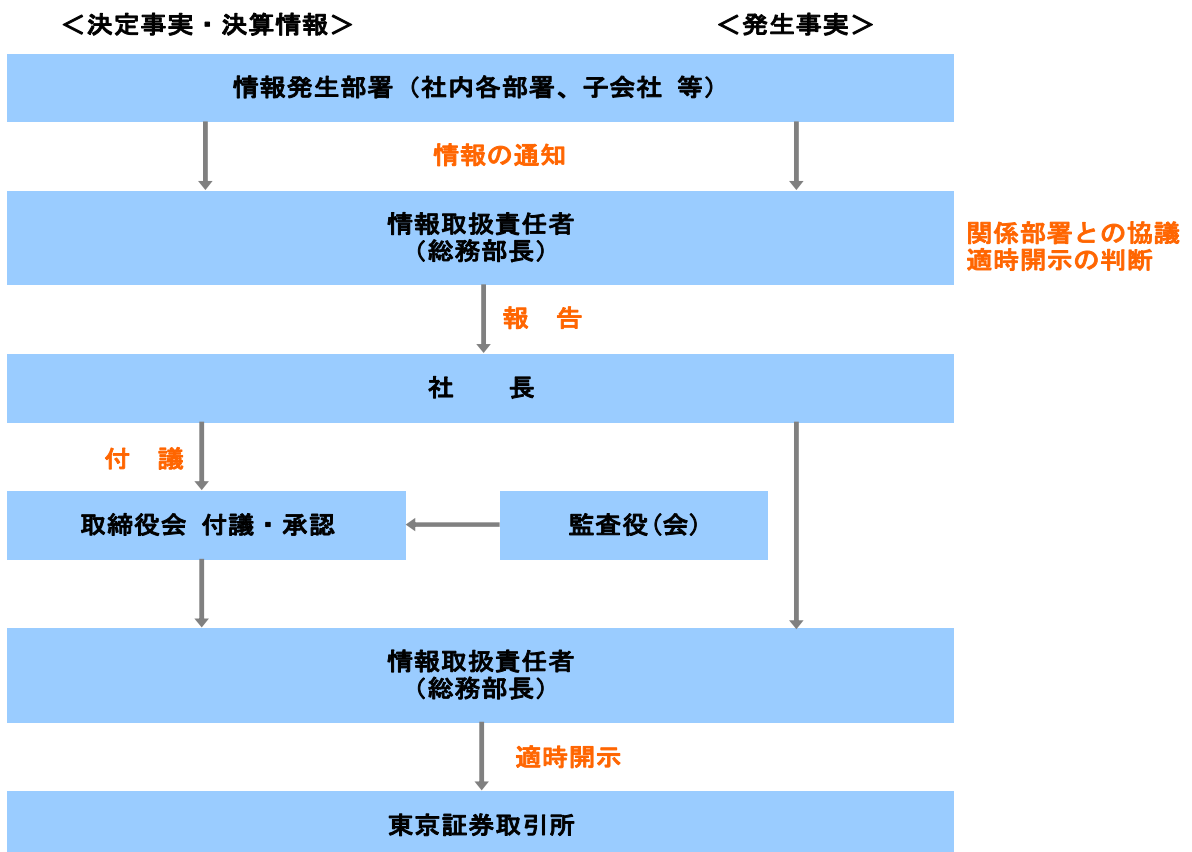 ＜決定事実・決算情報＞
＜発生事実＞
情報発生部署（社内各部署、子会社 等）
情報の通知
情報取扱責任者
（総務部長）
関係部署との協議
適時開示の判断
報　告
社　　長
付　議
取締役会 付議・承認
監査役（会）
情報取扱責任者
（総務部長）
適時開示
東京証券取引所